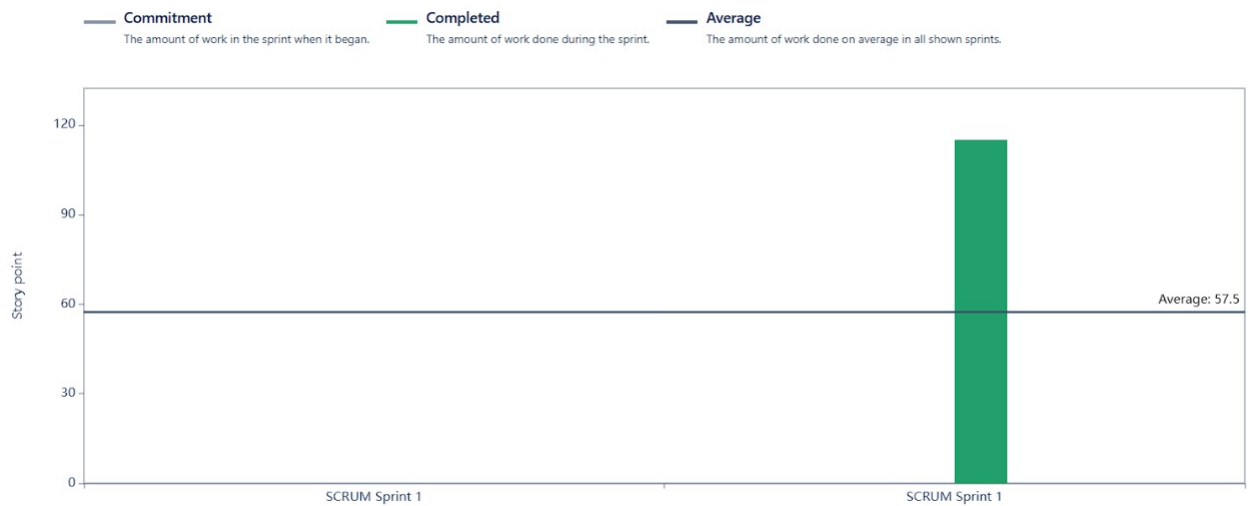 Commitment
The amount of work in the sprint when it began.
Completed
The amount of work done during the sprint.
Average
The amount of work done on average in all shown sprints.
120
90
60
30
0
Story point
Average: 57.5
SCRUM Sprint 1
SCRUM Sprint 1